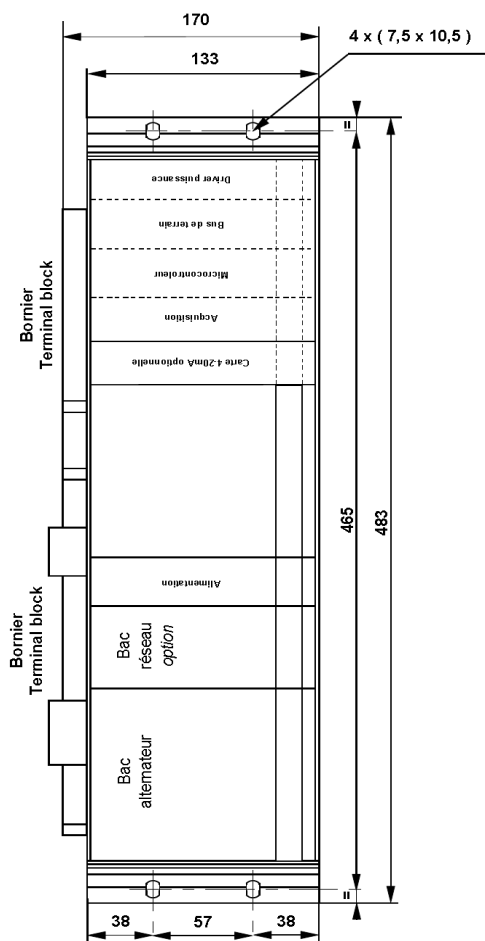 170
4 x ( 7,5 x 10,5 )
133
=
Driver puissance
Bus de terrain
Microcontroleur
Acquisition
Carte 4-20mA optionnelle
Bornier
Terminal block
465
483
Alimentation
Bornier
Terminal block
Bac
réseau
option
Bac
alternateur
=
38
57
38